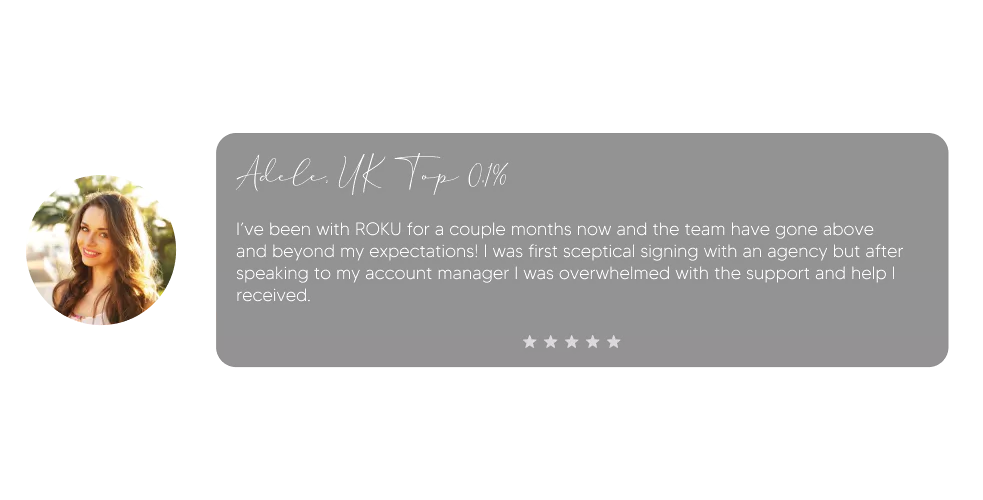 Adele, UK Top 0.1%
I've been with ROKU for a couple months now and the team have gone above
and beyond my expectations! I was first sceptical signing with an agency but after
speaking to my account manager I was overwhelmed with the support and help I
received.